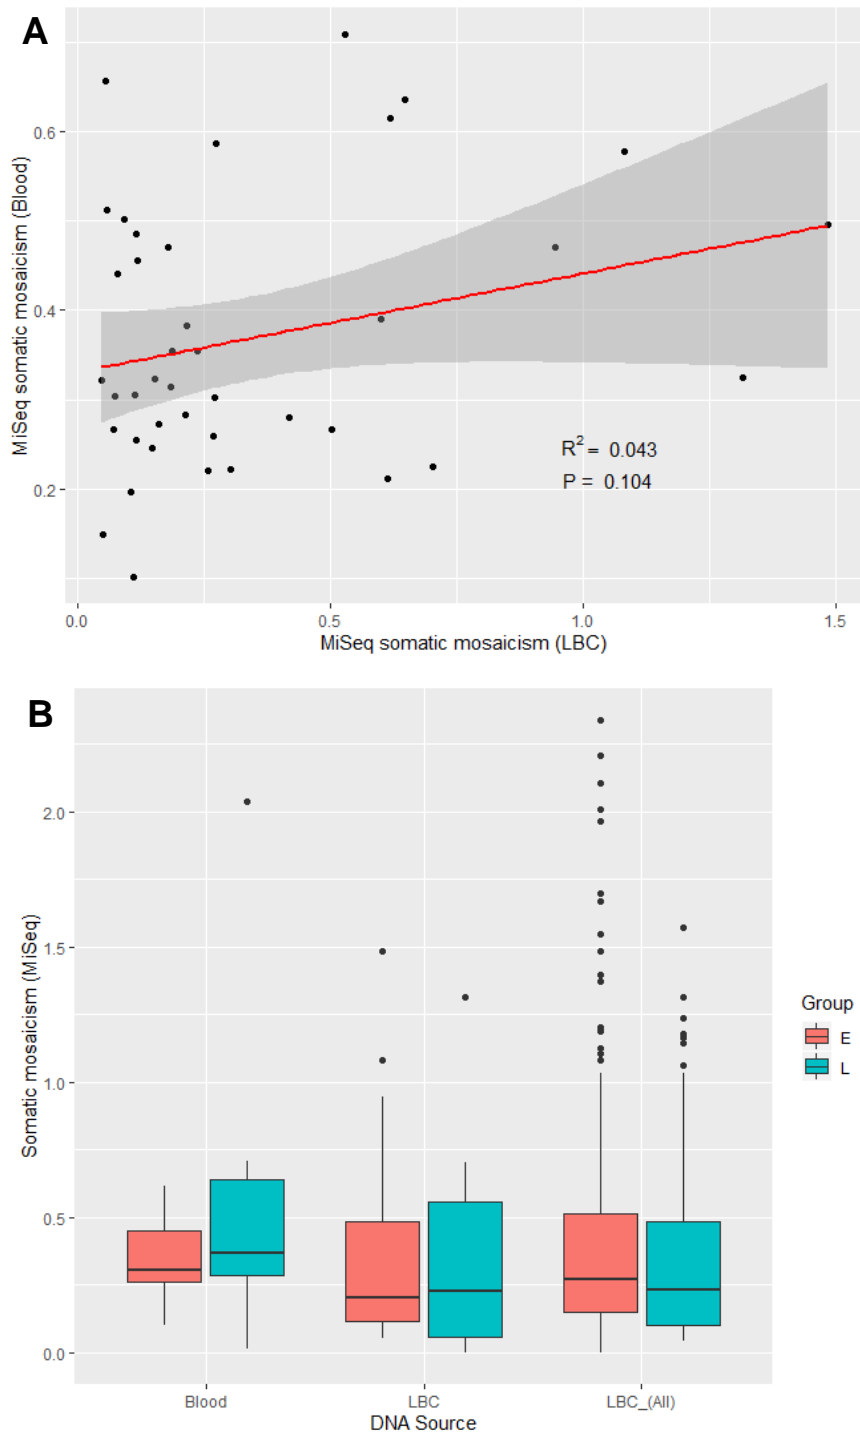 A
MiSeq somatic mosaicism (Blood)
0.6
0.4
0.2
R² = 0.043
P = 0.104
0.0
0.5
1.0
1.5
MiSeq somatic mosaicism (LBC)
B
Somatic mosaicism (MiSeq)
2.0
1.5
1.0
0.5
0.0
Blood
LBC
LBC_(All)
DNA Source
Group
E
L